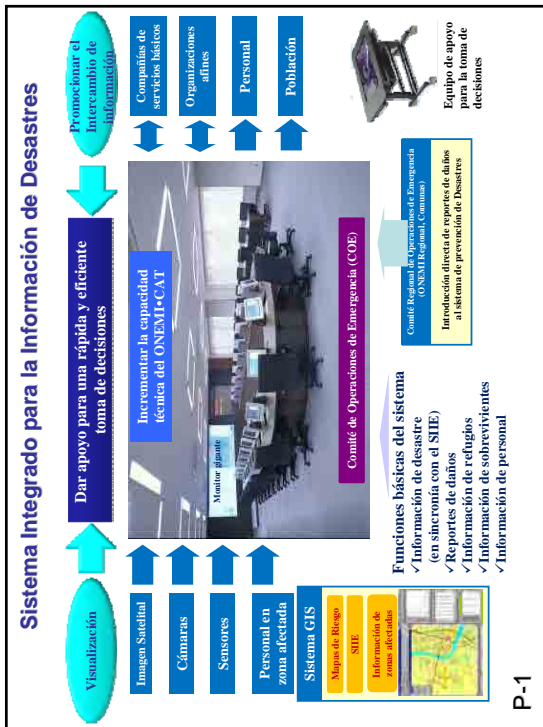 Sistema Integrado para la Información de Desastres
Visualización
Dar apoyo para una rápida y eficiente
toma de decisiones
Promocionar el
Intercambio de
información
Imagen Satelital
Cámaras
Sensores
Personal en
zona afectada
Incrementar la capacidad
técnica del ONEMI•CAT
Monitor gigante
Comité de Operaciones de Emergencia (COE)
Compañías de
servicios básicos
Organizaciones
afines
Personal
Población
Sistema GIS
Mapas de Riesgo
SIIE
Información de
zonas afectadas
Funciones básicas del sistema
✓Información de desastre
(en sincronía con el SIIE)
✓Reportes de daños
✓Información de refugios
✓Información de sobrevivientes
✓Información de personal
Comité Regional de Operaciones de Emergencia
(ONEMI Regional, Comunas)
Introducción directa de reportes de daños
al sistema de prevención de Desastres
Equipo de apoyo
para la toma de
decisiones
P-1